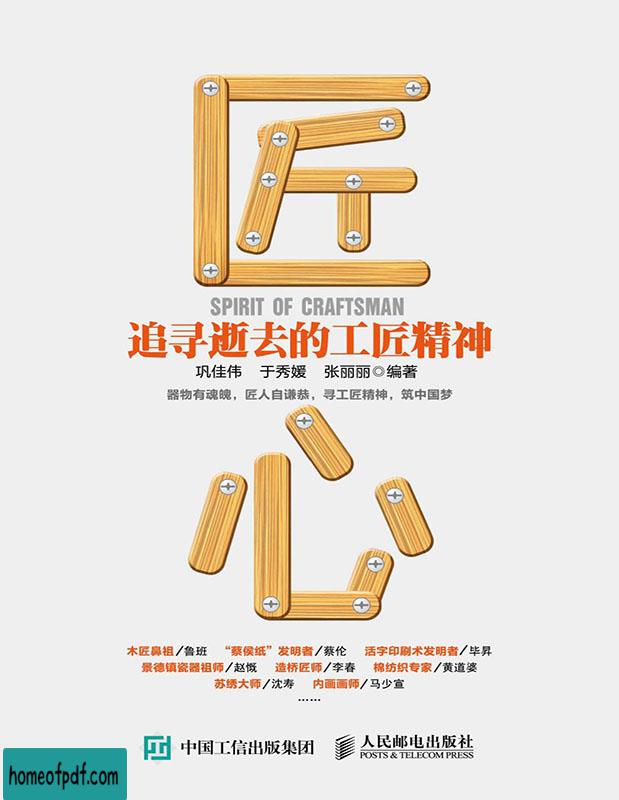 匠
SPIRIT OF CRAFTSMAN
追寻逝去的工匠精神
巩佳伟 于秀媛 张丽丽◎编著
器物有魂魄，匠人自谦恭，寻工匠精神，筑中国梦
心
木匠鼻祖/鲁班 “蔡侯纸”发明者/蔡伦 活字印刷术发明者/毕昇
景德镇瓷器祖师/赵慨 造桥匠师/李春 棉纺织专家/黄道婆
苏绣大师/沈寿 内画画师/马少宣
……
中国工信出版集团 人民邮电出版社
POSTS & TELECOM PRESS
homeofpdf.com